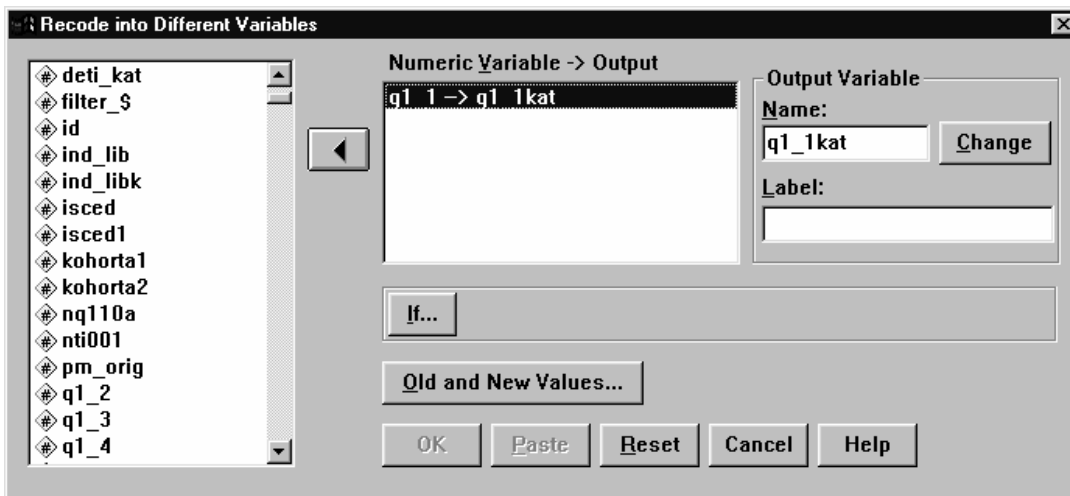 Recode into Different Variables
deti_kat
filter_$
id
ind_lib
ind_libk
isced
isced1
kohorta1
kohorta2
nq110a
nti001
pm_orig
q1_2
q1_3
q1_4
Numeric Variable -> Output
q1_1 -> q1_1kat
Output Variable
Name:
q1_1kat
Change
Label:
If...
Old and New Values...
OK
Paste
Reset
Cancel
Help